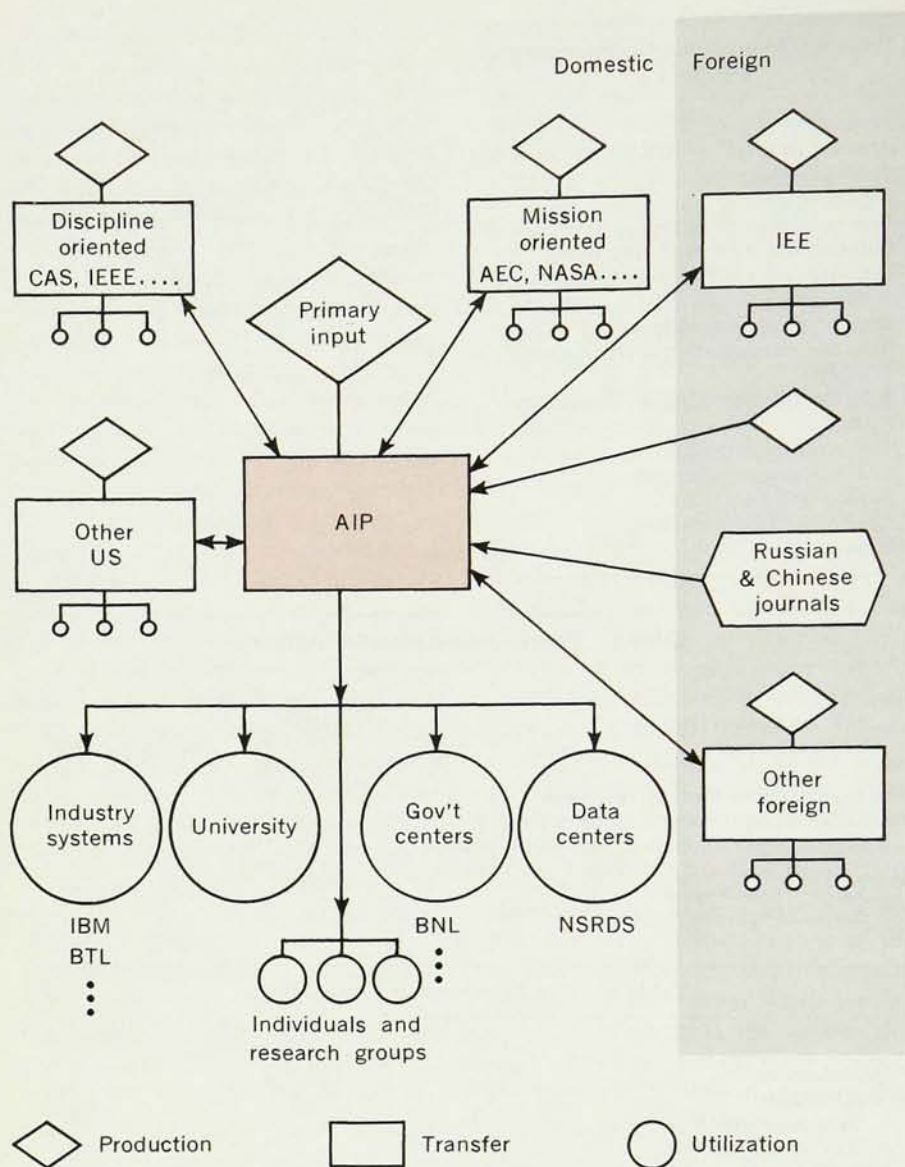 Domestic Foreign
Discipline
oriented
CAS, IEEE....
Mission
oriented
AEC, NASA....
IEE
Primary
input
Other
US
AIP
Russian
& Chinese
journals
Other
foreign
Industry
systems
University
Gov't
centers
Data
centers
IBM
BTL
BNL
NSRDS
Individuals and
research groups
Production
Transfer
Utilization